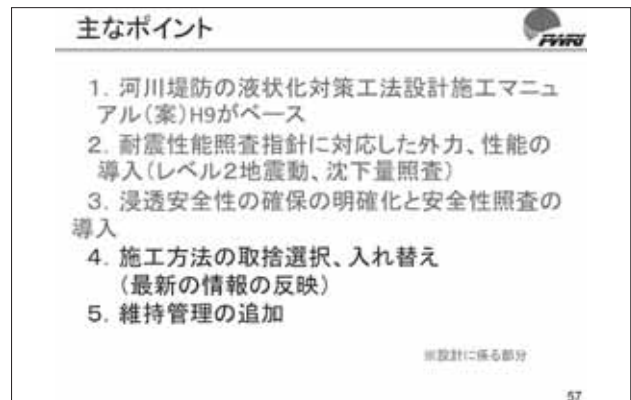 主なポイント
PWRI
1. 河川堤防の液状化対策工法設計施工マニュ
アル(案)H9がベース
2. 耐震性能照査指針に対応した外力、性能の
導入(レベル2地震動、沈下量照査)
3. 浸透安全性の確保の明確化と安全性照査の
導入
4. 施工方法の取捨選択、入れ替え
(最新の情報の反映)
5. 維持管理の追加
※設計に係る部分
57